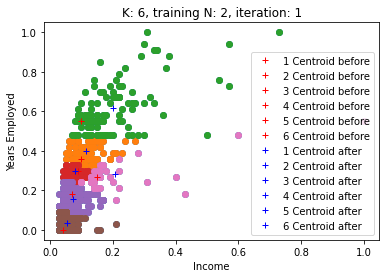 K: 6, training N: 2, iteration: 1
Years Employed
1.0
0.8
0.6
0.4
0.2
0.0
1 Centroid before
2 Centroid before
3 Centroid before
4 Centroid before
5 Centroid before
6 Centroid before
1 Centroid after
2 Centroid after
3 Centroid after
4 Centroid after
5 Centroid after
6 Centroid after
0.0 0.2 0.4 0.6 0.8 1.0
Income